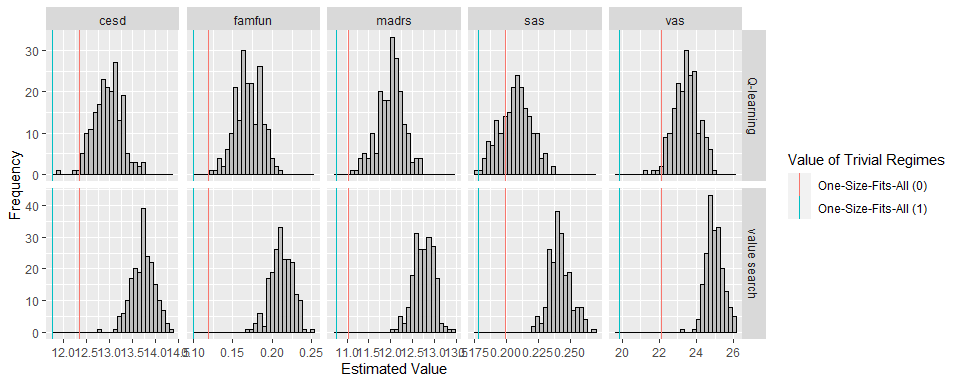 cesd famfun madrs sas vas
30
20
10
0
Q-learning
Frequency
40
30
20
10
0
value search
12.0 12.5 13.0 13.5 14.0 14.5
0.10 0.15 0.20 0.25
11.0 11.5 12.0 12.5 13.0 13.5
0.175 0.200 0.225 0.250
20 22 24 26
Estimated Value
Value of Trivial Regimes
One-Size-Fits-All (0)
One-Size-Fits-All (1)